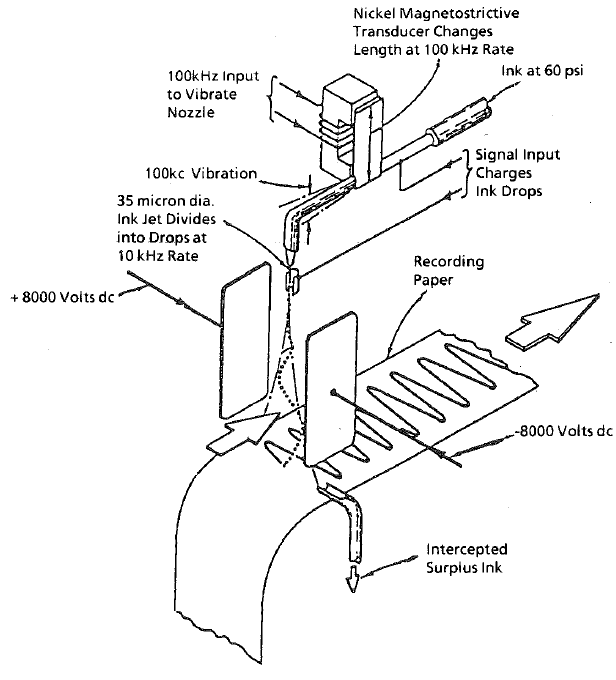 Nickel Magnetostrictive
Transducer Changes
Length at 100 kHz Rate
100kHz Input
to Vibrate
Nozzle
Ink at 60 psi
100kc Vibration
Signal Input
Charges
Ink Drops
35 micron dia.
Ink Jet Divides
into Drops at
10 kHz Rate
Recording
Paper
+ 8000 Volts dc
-8000 Volts dc
Intercepted
Surplus Ink